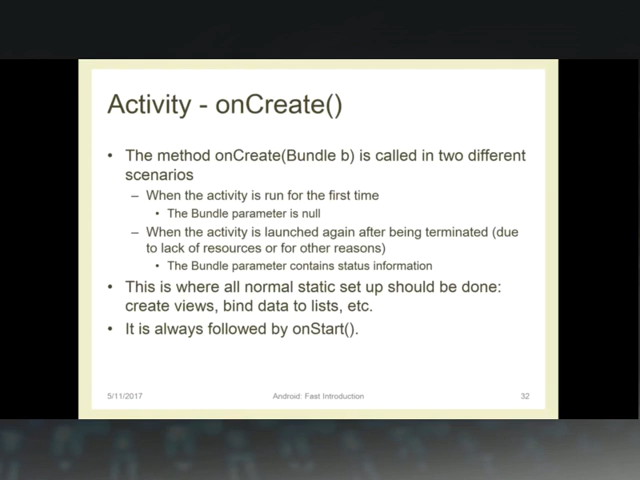 Activity - onCreate()
• The method onCreate(Bundle b) is called in two different
scenarios
– When the activity is run for the first time
• The Bundle parameter is null
– When the activity is launched again after being terminated (due
to lack of resources or for other reasons)
• The Bundle parameter contains status information
• This is where all normal static set up should be done:
create views, bind data to lists, etc.
• It is always followed by onStart().
5/11/2017 Android: Fast Introduction 32